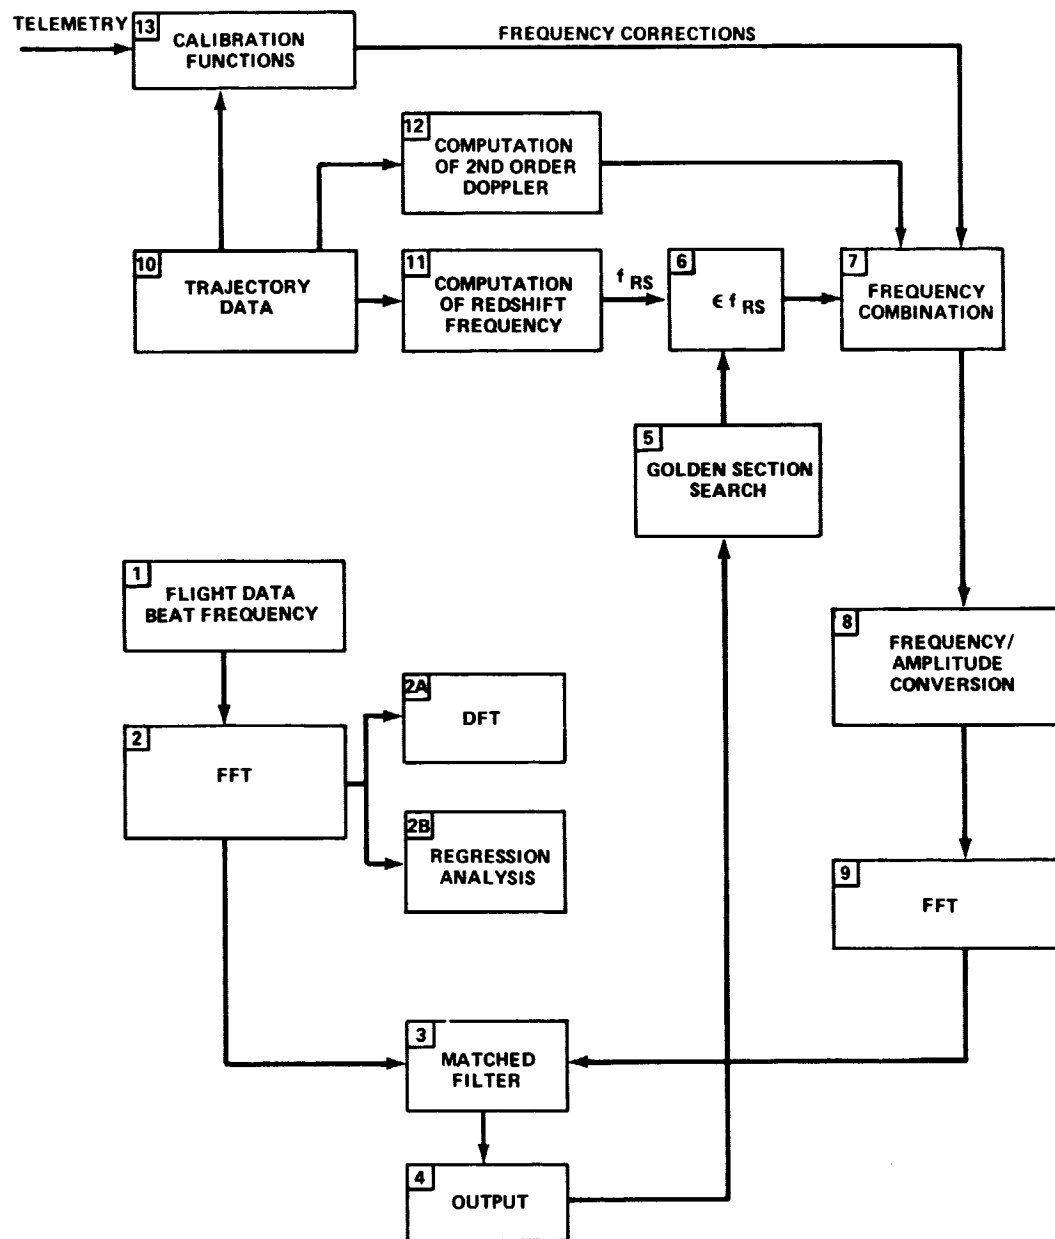 TELEMETRY
13
CALIBRATION
FUNCTIONS
FREQUENCY CORRECTIONS
12
COMPUTATION
OF 2ND ORDER
DOPPLER
10
TRAJECTORY
DATA
11
COMPUTATION
OF REDSHIFT
FREQUENCY
f RS
6
ϵ f RS
7
FREQUENCY
COMBINATION
5
GOLDEN SECTION
SEARCH
1
FLIGHT DATA
BEAT FREQUENCY
8
FREQUENCY/
AMPLITUDE
CONVERSION
2
FFT
2A
DFT
2B
REGRESSION
ANALYSIS
9
FFT
3
MATCHED
FILTER
4
OUTPUT